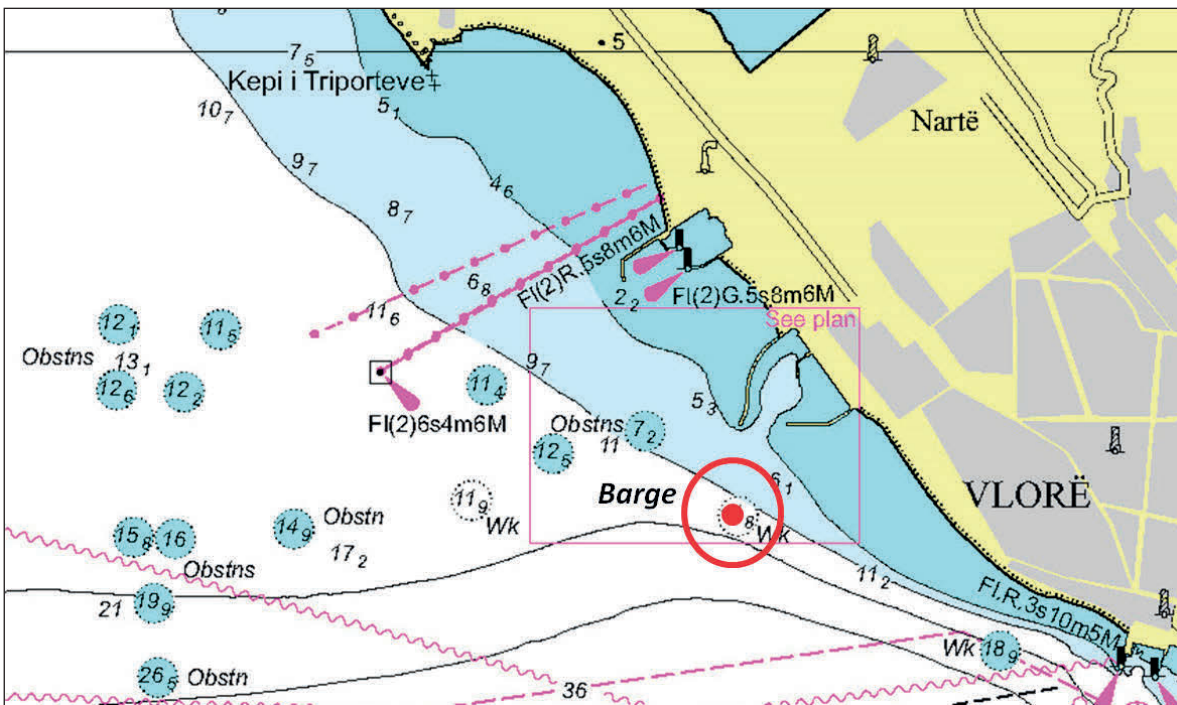 7₅
5
Kepi i Triporteve
10₇
5₁
Nartë
9₇
4₆
8₇
6₈
Fl(2)R.5s8m6M
2₂
Fl(2)G.5s8m6M
11₆
See plan
12₁
11₅
Obstns
13₁
9₇
12₆
12₂
11₄
5₃
Fl(2)6s4m6M
Obstns
7₂
11
12₅
6₁
Barge
11₉
Wk
8
Wk
VLORË
14₉
Obstn
15₈
16
17₂
Obstns
11₂
Fl.R.3s10m5M
19₉
21
Wk
18₉
26₅
Obstn
36